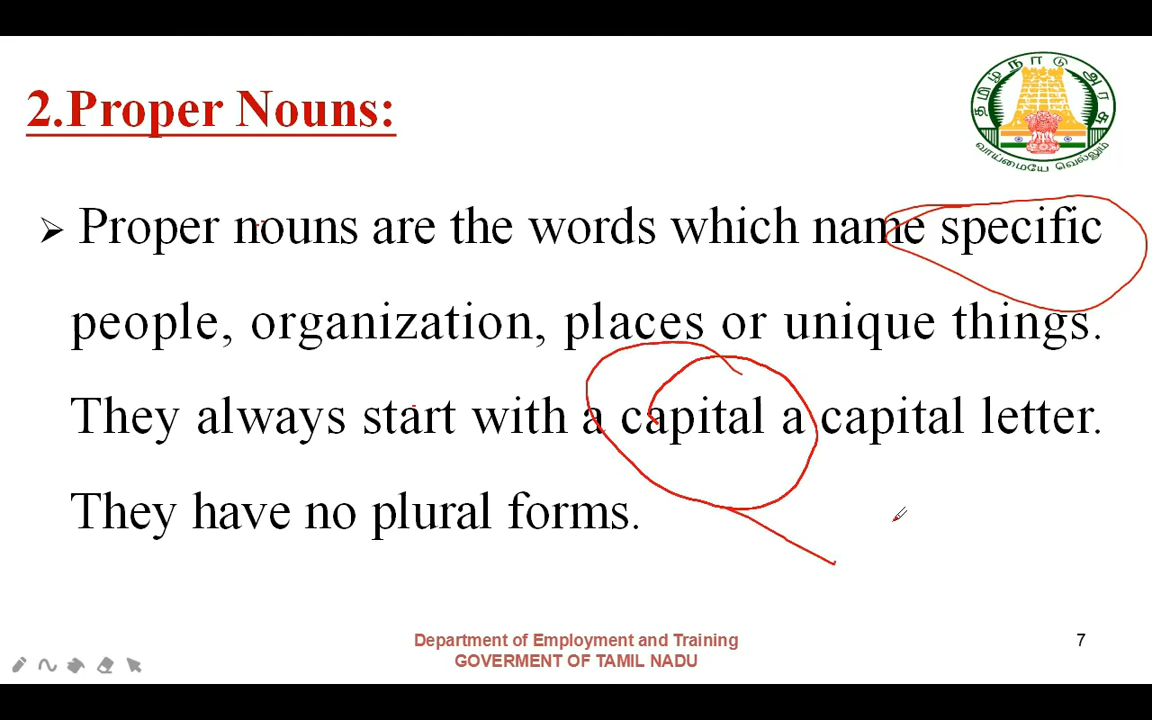 2.Proper Nouns:
தமிழ்நாடு அரசு
வாய்மையே வெல்லும்
➢ Proper nouns are the words which name specific
people, organization, places or unique things.
They always start with a capital a capital letter.
They have no plural forms.
Department of Employment and Training
GOVERMENT OF TAMIL NADU
7